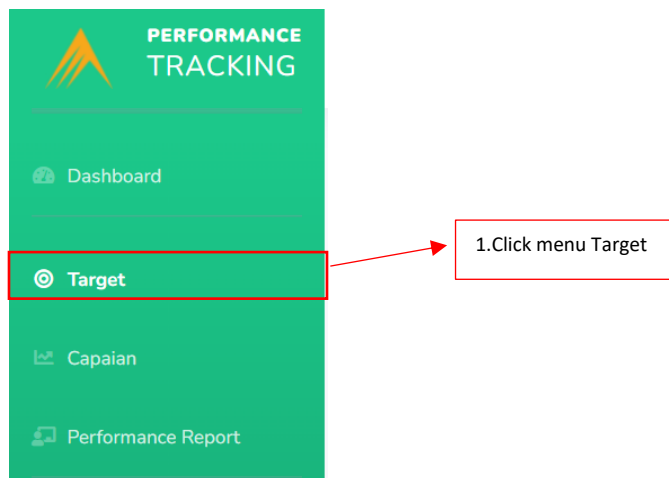 PERFORMANCE
TRACKING
Dashboard
Target
1.Click menu Target
Capaian
Performance Report